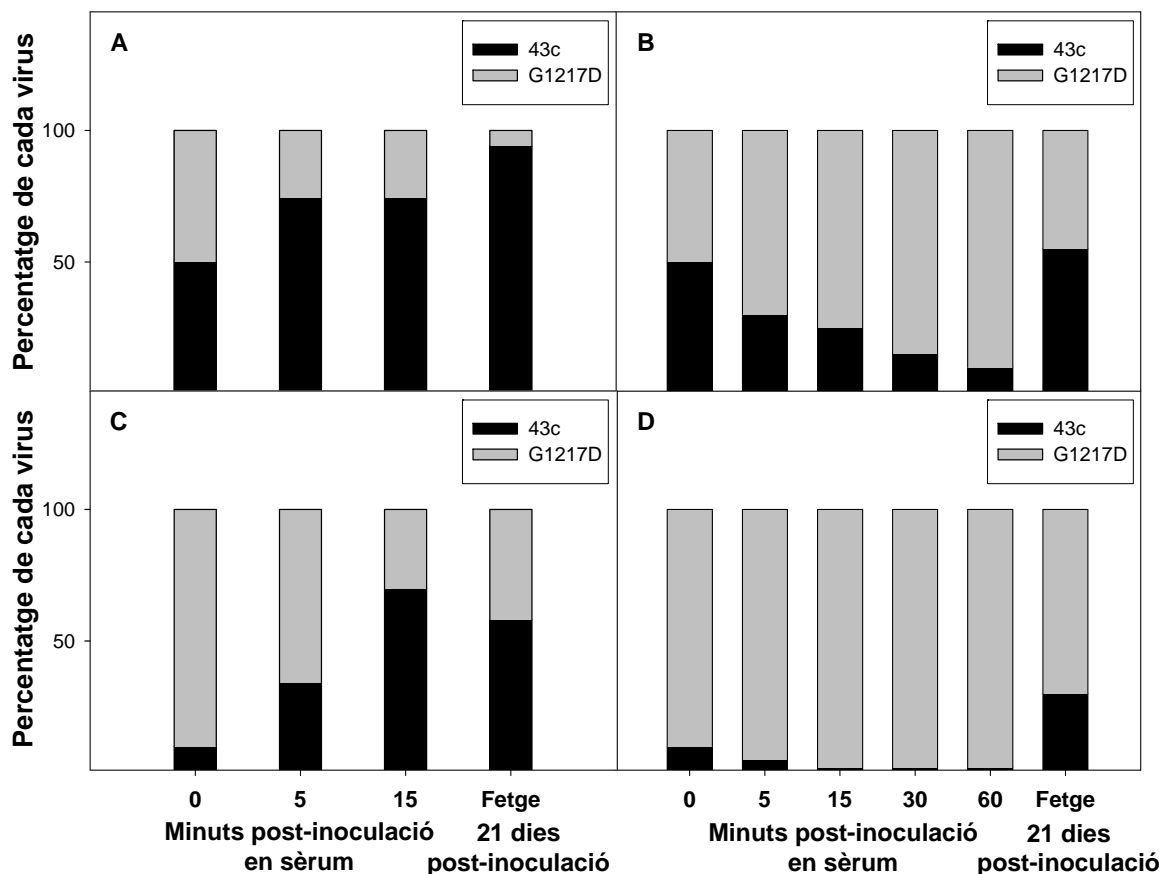 A
43c
G1217D
B
43c
G1217D
Percentatge de cada virus
100
50
C
43c
G1217D
D
43c
G1217D
Percentatge de cada virus
100
50
0 5 15 Fetge
0 5 15 30 60 Fetge
Minuts post-inoculació
en sèrum
21 dies
post-inoculació
Minuts post-inoculació
en sèrum
21 dies
post-inoculació